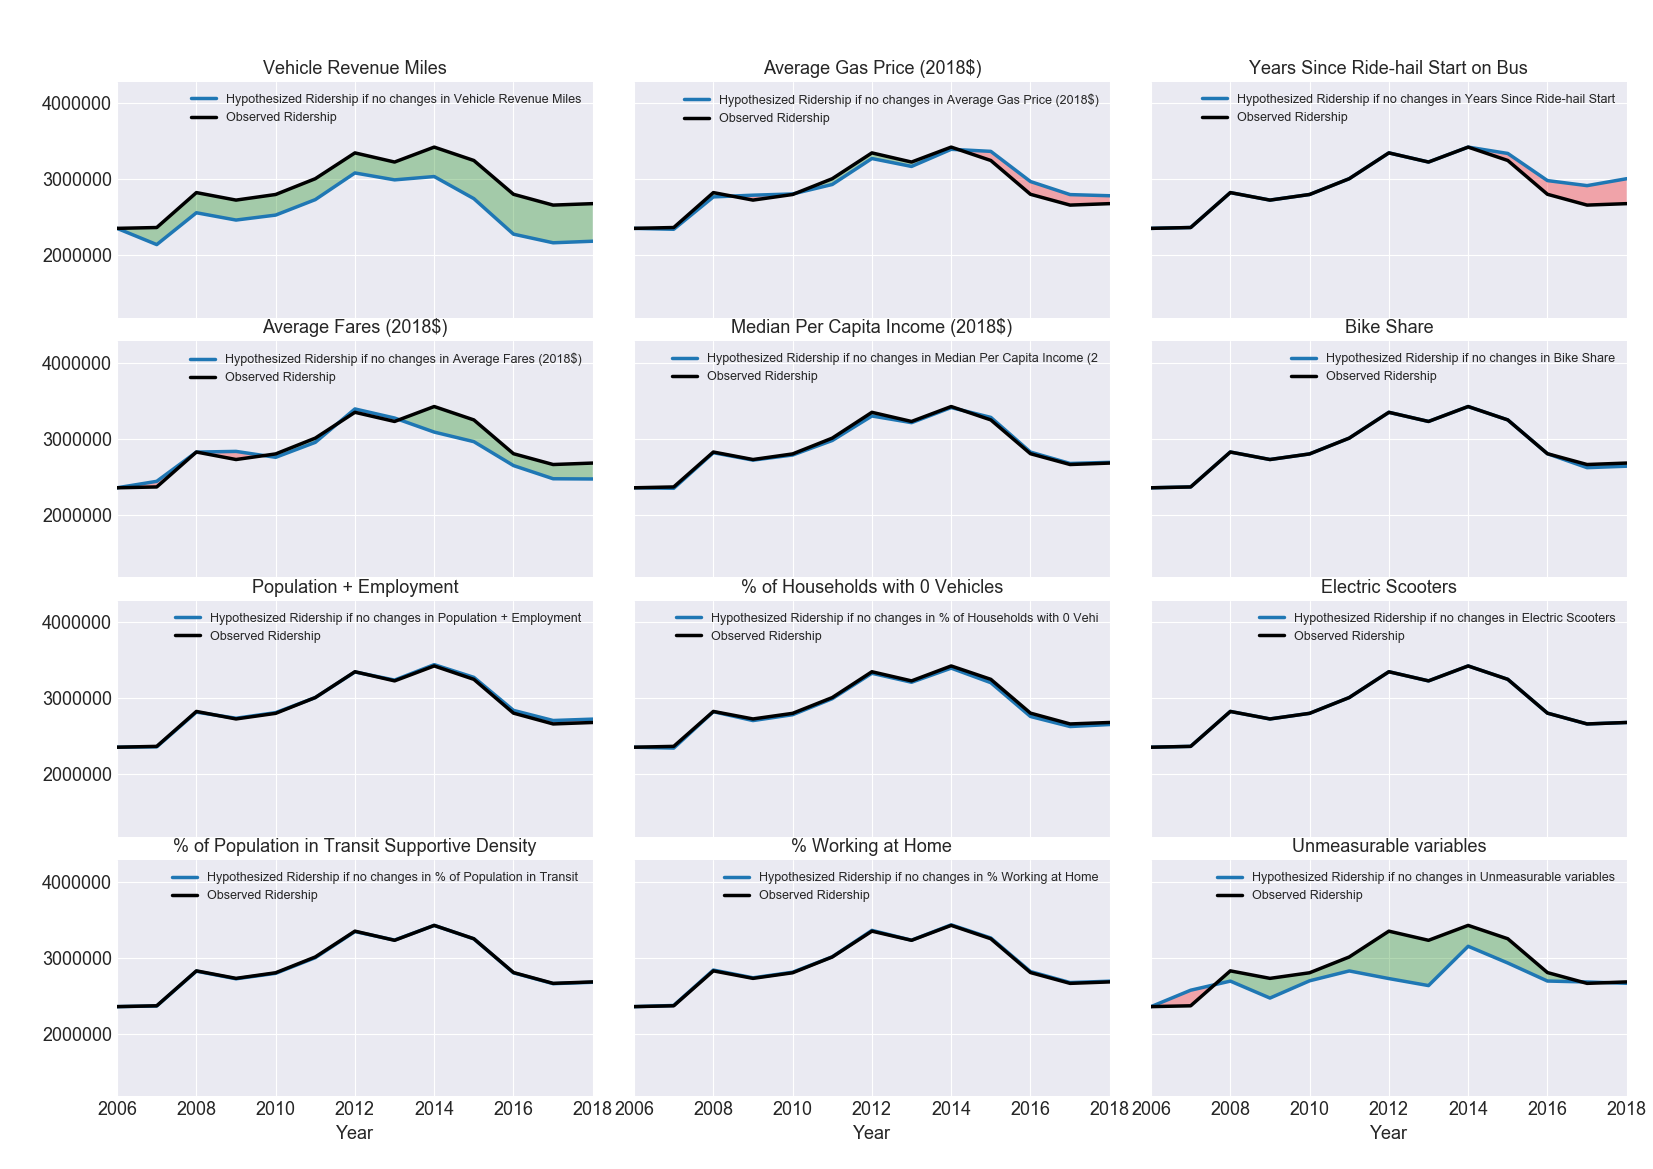 Vehicle Revenue Miles
4000000
3000000
2000000
Hypothesized Ridership if no changes in Vehicle Revenue Miles
Observed Ridership
Average Gas Price (2018$)
Hypothesized Ridership if no changes in Average Gas Price (2018$)
Observed Ridership
Years Since Ride-hail Start on Bus
Hypothesized Ridership if no changes in Years Since Ride-hail Start
Observed Ridership
Average Fares (2018$)
4000000
3000000
2000000
Hypothesized Ridership if no changes in Average Fares (2018$)
Observed Ridership
Median Per Capita Income (2018$)
Hypothesized Ridership if no changes in Median Per Capita Income (2
Observed Ridership
Bike Share
Hypothesized Ridership if no changes in Bike Share
Observed Ridership
Population + Employment
4000000
3000000
2000000
Hypothesized Ridership if no changes in Population + Employment
Observed Ridership
% of Households with 0 Vehicles
Hypothesized Ridership if no changes in % of Households with 0 Vehi
Observed Ridership
Electric Scooters
Hypothesized Ridership if no changes in Electric Scooters
Observed Ridership
% of Population in Transit Supportive Density
4000000
3000000
2000000
Hypothesized Ridership if no changes in % of Population in Transit
Observed Ridership
2006 2008 2010 2012 2014 2016 2018
Year
% Working at Home
Hypothesized Ridership if no changes in % Working at Home
Observed Ridership
2006 2008 2010 2012 2014 2016 2018
Year
Unmeasurable variables
Hypothesized Ridership if no changes in Unmeasurable variables
Observed Ridership
2006 2008 2010 2012 2014 2016 2018
Year